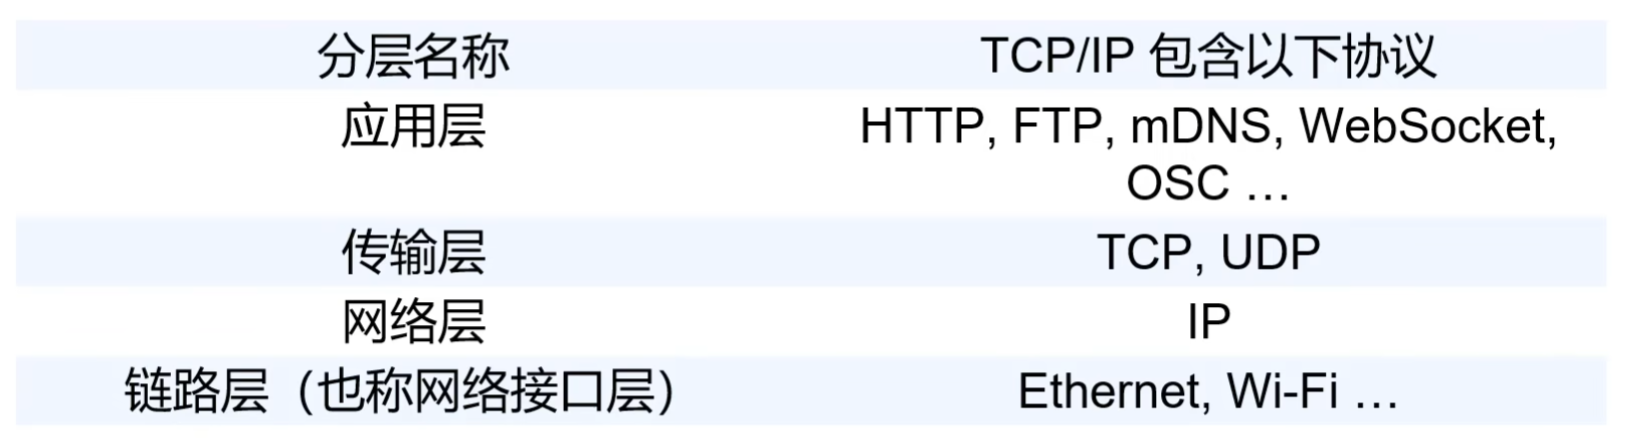 分层名称 TCP/IP 包含以下协议
应用层 HTTP, FTP, mDNS, WebSocket,
OSC …
传输层 TCP, UDP
网络层 IP
链路层（也称网络接口层） Ethernet, Wi-Fi …